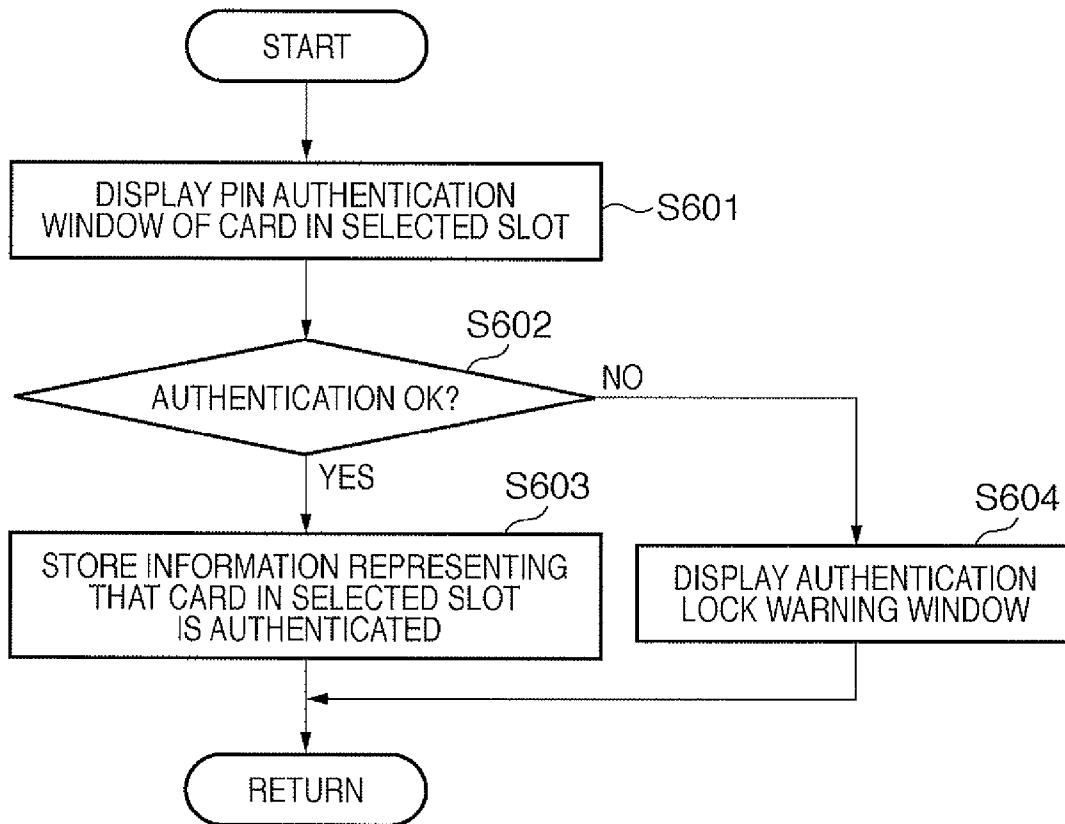 START
DISPLAY PIN AUTHENTICATION
WINDOW OF CARD IN SELECTED SLOT
S601
S602
AUTHENTICATION OK?
NO
YES
S603
STORE INFORMATION REPRESENTING
THAT CARD IN SELECTED SLOT
IS AUTHENTICATED
S604
DISPLAY AUTHENTICATION
LOCK WARNING WINDOW
RETURN